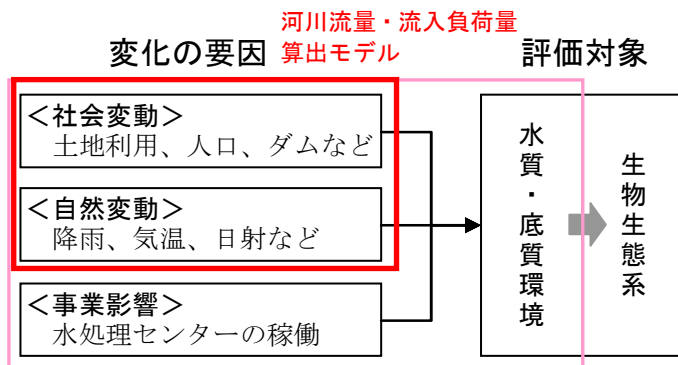 河川流量・流入負荷量
算出モデル
変化の要因
評価対象
＜社会変動＞
土地利用、人口、ダムなど
＜自然変動＞
降雨、気温、日射など
＜事業影響＞
水処理センターの稼働
水質・底質環境
生物生態系